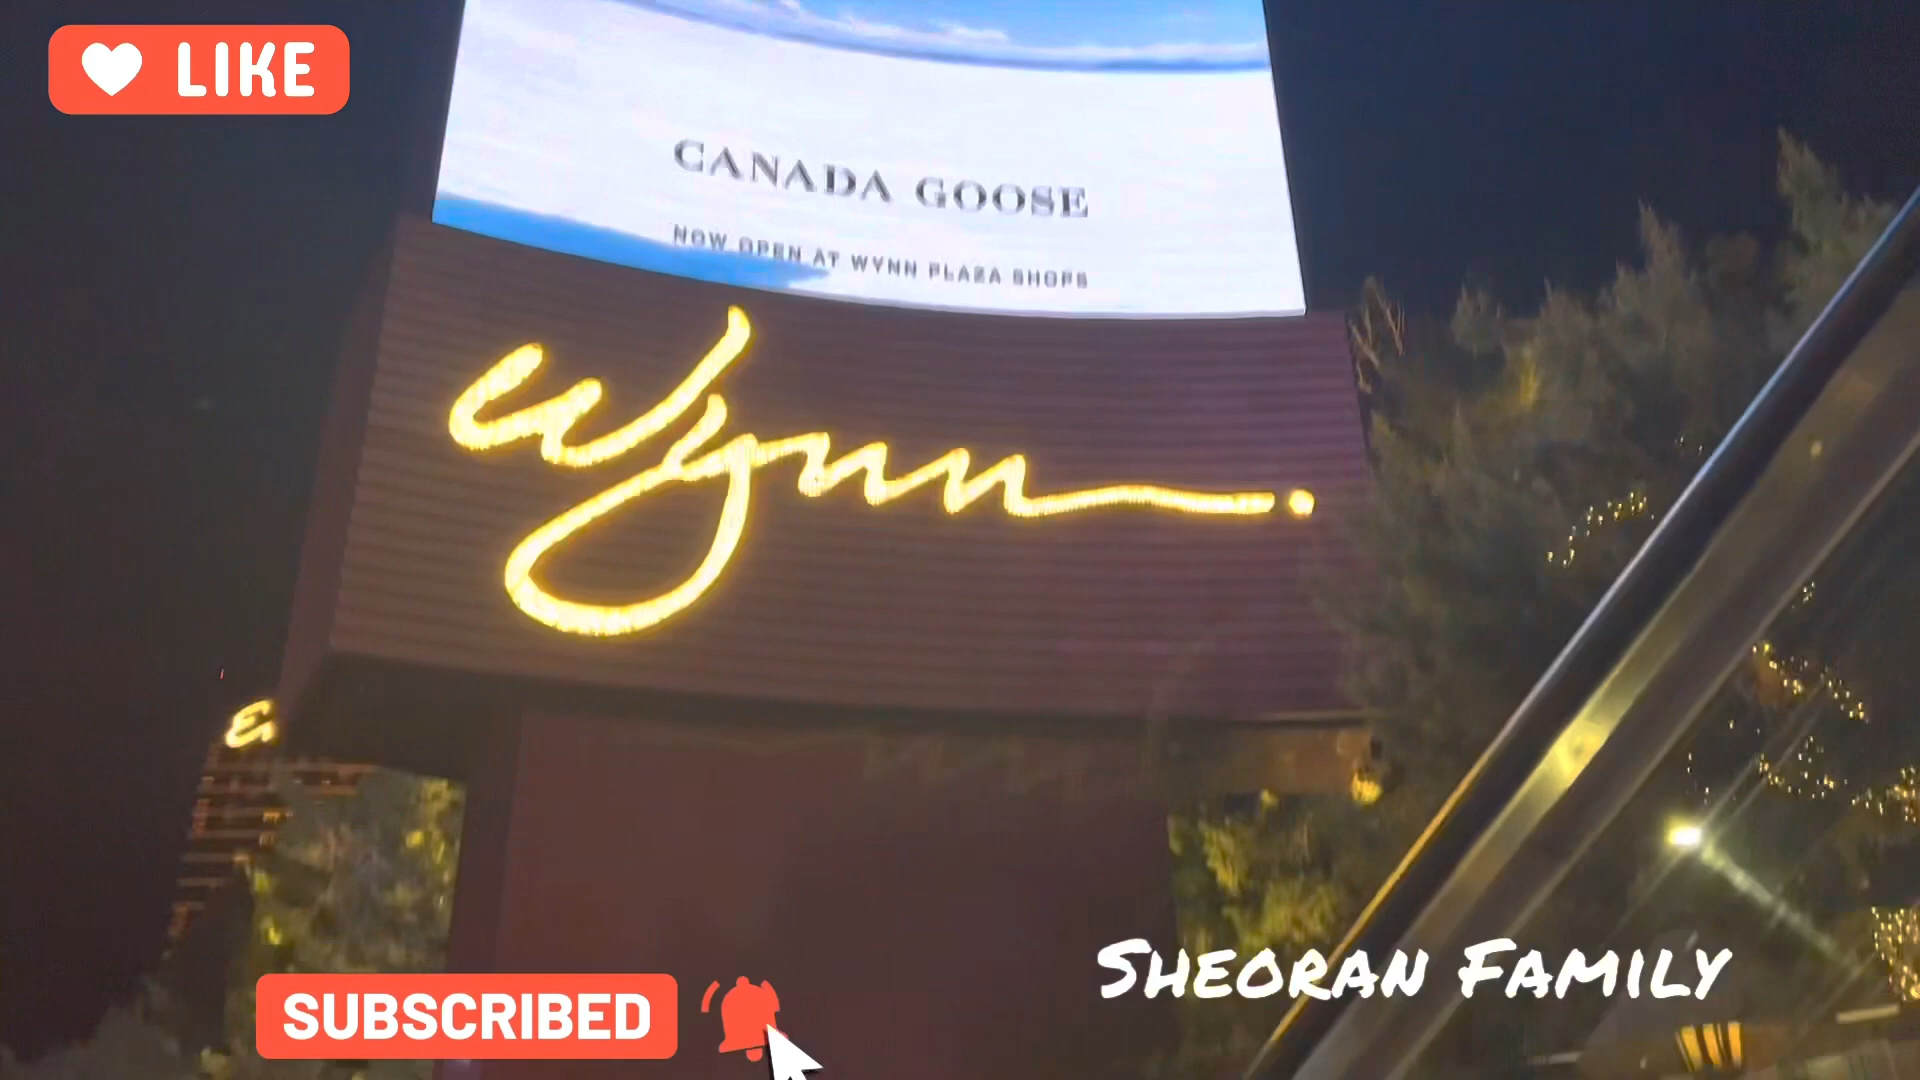 LIKE
CANADA GOOSE
NOW OPEN AT WYNN PLAZA SHOPS
Wynn.
SUBSCRIBED
SHEORAN FAMILY